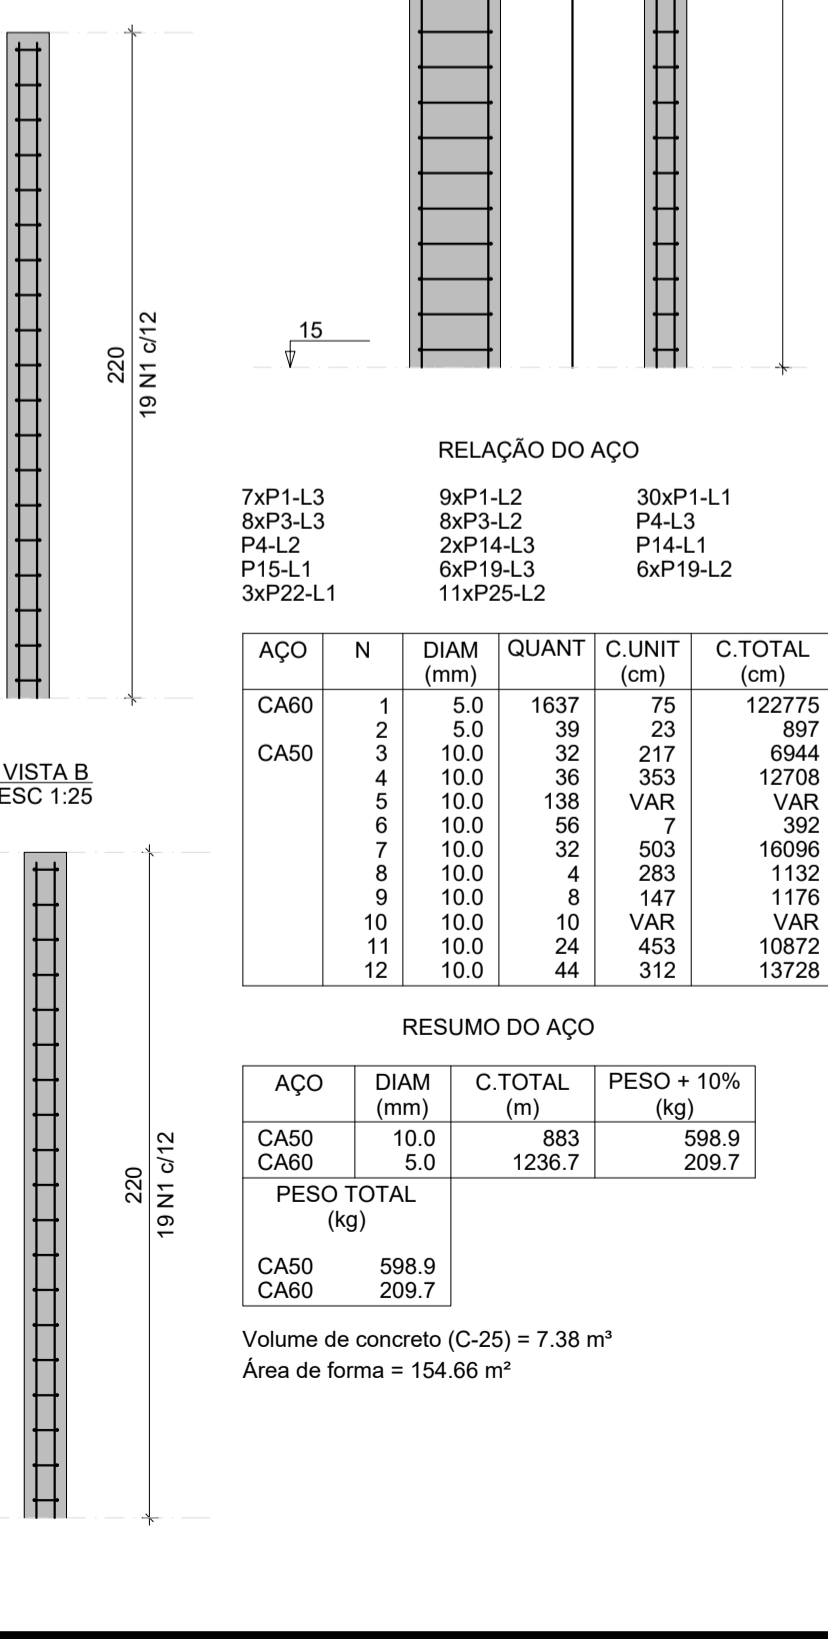 220
19 N1 c/12
15
RELAÇÃO DO AÇO
7xP1-L3 9xP1-L2 30xP1-L1
8xP3-L3 8xP3-L2 P4-L3
P4-L2 2xP14-L3 P14-L1
P15-L1 6xP19-L3 6xP19-L2
3xP22-L1 11xP25-L2
AÇO N DIAM QUANT C.UNIT C.TOTAL
(mm) (cm) (cm)
CA60 1 5.0 1637 75 122775
2 5.0 39 23 897
CA50 3 10.0 32 217 6944
4 10.0 36 353 12708
5 10.0 138 VAR VAR
6 10.0 56 7 392
7 10.0 32 503 16096
8 10.0 4 283 1132
9 10.0 8 147 1176
10 10.0 10 VAR VAR
11 10.0 24 453 10872
12 10.0 44 312 13728
VISTA B
ESC 1:25
220
19 N1 c/12
RESUMO DO AÇO
AÇO DIAM C.TOTAL PESO + 10%
(mm) (m) (kg)
CA50 10.0 883 598.9
CA60 5.0 1236.7 209.7
PESO TOTAL
(kg)
CA50 598.9
CA60 209.7
Volume de concreto (C-25) = 7.38 m³
Área de forma = 154.66 m²